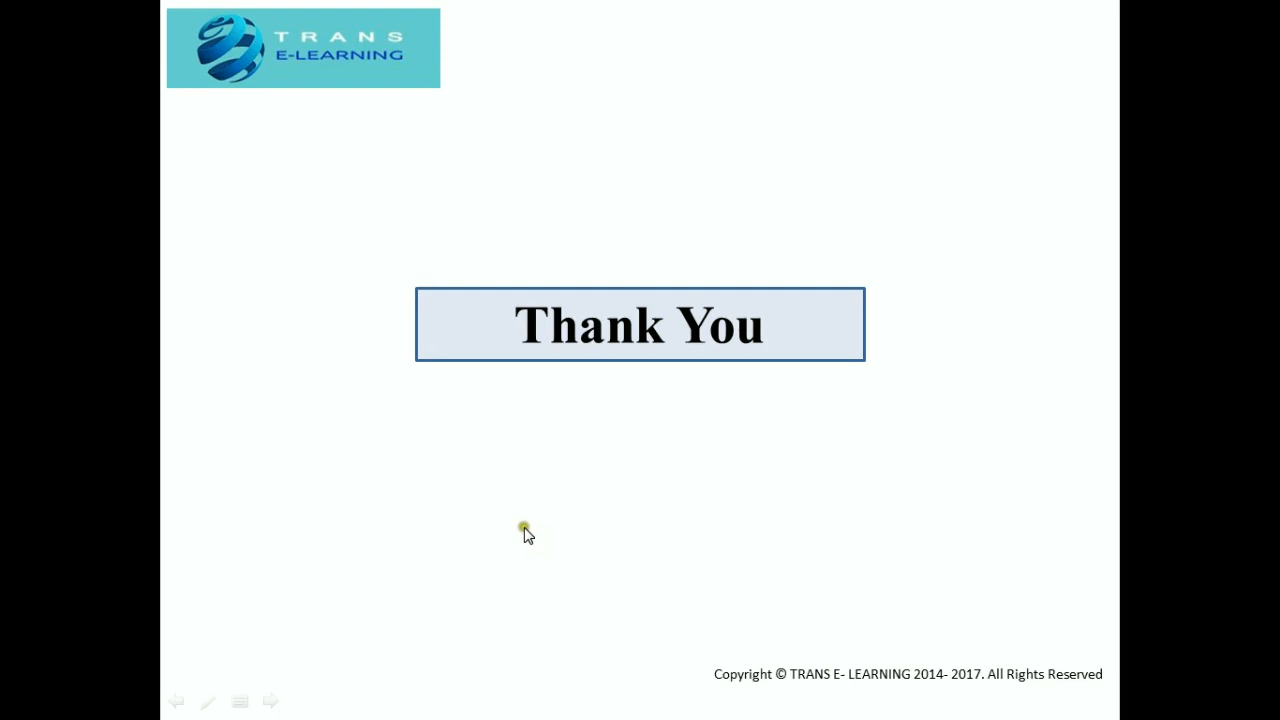 TRANS
E-LEARNING
Thank You
Copyright © TRANS E- LEARNING 2014- 2017. All Rights Reserved